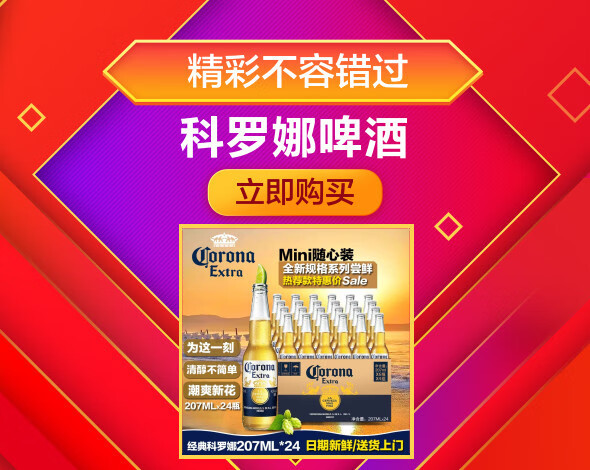 精彩不容错过
科罗娜啤酒
立即购买
Corona
Extra
Mini随心装
全新规格系列尝鲜
热荐款特惠价Sale
为这一刻
清醇不简单
潮爽新花
207ML×24瓶
Corona
Extra
Corona
Extra
207ML×24
经典科罗娜207ML*24 日期新鲜/送货上门